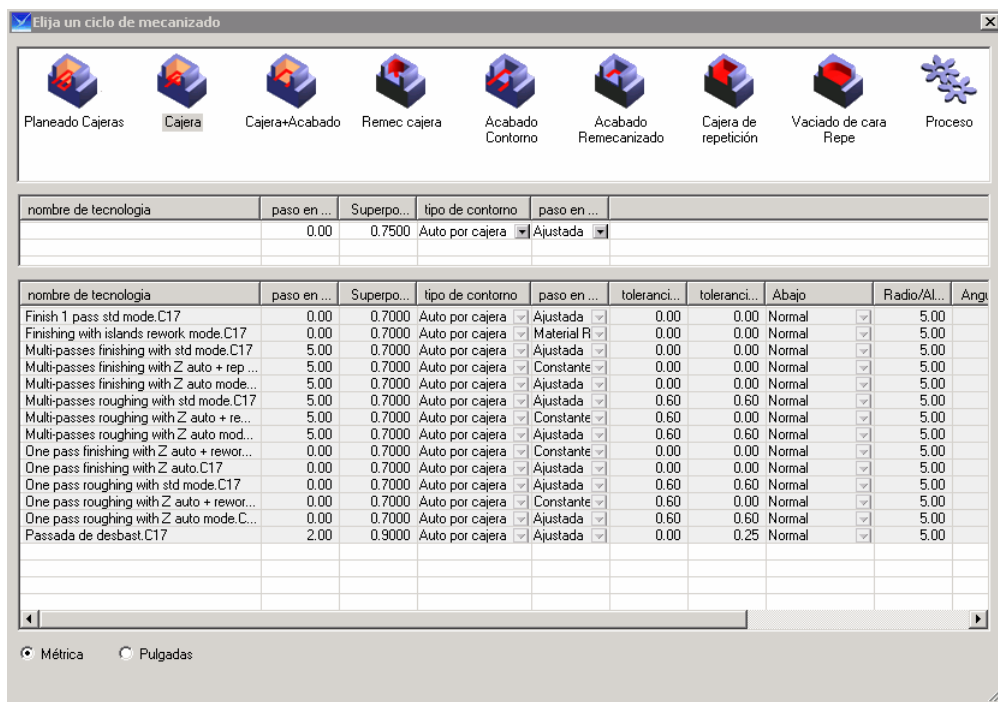 Elija un ciclo de mecanizado
Planeado Cajeras Cajera Cajera+Acabado Remec cajera Acabado Contorno Acabado Remecanizado Cajera de repetición Vaciado de cara Repe Proceso
nombre de tecnologia paso en ... Superpo... tipo de contorno paso en ...
0.00 0.7500 Auto por cajera Ajustada
nombre de tecnologia paso en ... Superpo... tipo de contorno paso en ... toleranci... toleranci... Abajo Radio/Al... Angu
Finish 1 pass std mode.C17 0.00 0.7000 Auto por cajera Ajustada 0.00 0.00 Normal 5.00
Finishing with islands rework mode.C17 0.00 0.7000 Auto por cajera Material R 0.00 0.00 Normal 5.00
Multi-passes finishing with std mode.C17 5.00 0.7000 Auto por cajera Ajustada 0.00 0.00 Normal 5.00
Multi-passes finishing with Z auto + rep ... 5.00 0.7000 Auto por cajera Constante 0.00 0.00 Normal 5.00
Multi-passes finishing with Z auto mode... 5.00 0.7000 Auto por cajera Ajustada 0.00 0.00 Normal 5.00
Multi-passes roughing with std mode.C17 5.00 0.7000 Auto por cajera Ajustada 0.60 0.60 Normal 5.00
Multi-passes roughing with Z auto + re... 5.00 0.7000 Auto por cajera Constante 0.60 0.00 Normal 5.00
Multi-passes roughing with Z auto mod... 5.00 0.7000 Auto por cajera Ajustada 0.60 0.60 Normal 5.00
One pass finishing with Z auto + rewor... 0.00 0.7000 Auto por cajera Constante 0.00 0.00 Normal 5.00
One pass finishing with Z auto.C17 0.00 0.7000 Auto por cajera Ajustada 0.00 0.00 Normal 5.00
One pass roughing with std mode.C17 0.00 0.7000 Auto por cajera Ajustada 0.60 0.60 Normal 5.00
One pass roughing with Z auto + rewor... 0.00 0.7000 Auto por cajera Constante 0.60 0.00 Normal 5.00
One pass roughing with Z auto mode.C... 0.00 0.7000 Auto por cajera Ajustada 0.60 0.60 Normal 5.00
Passada de desbast.C17 2.00 0.9000 Auto por cajera Ajustada 0.00 0.25 Normal 5.00
Métrica Pulgadas